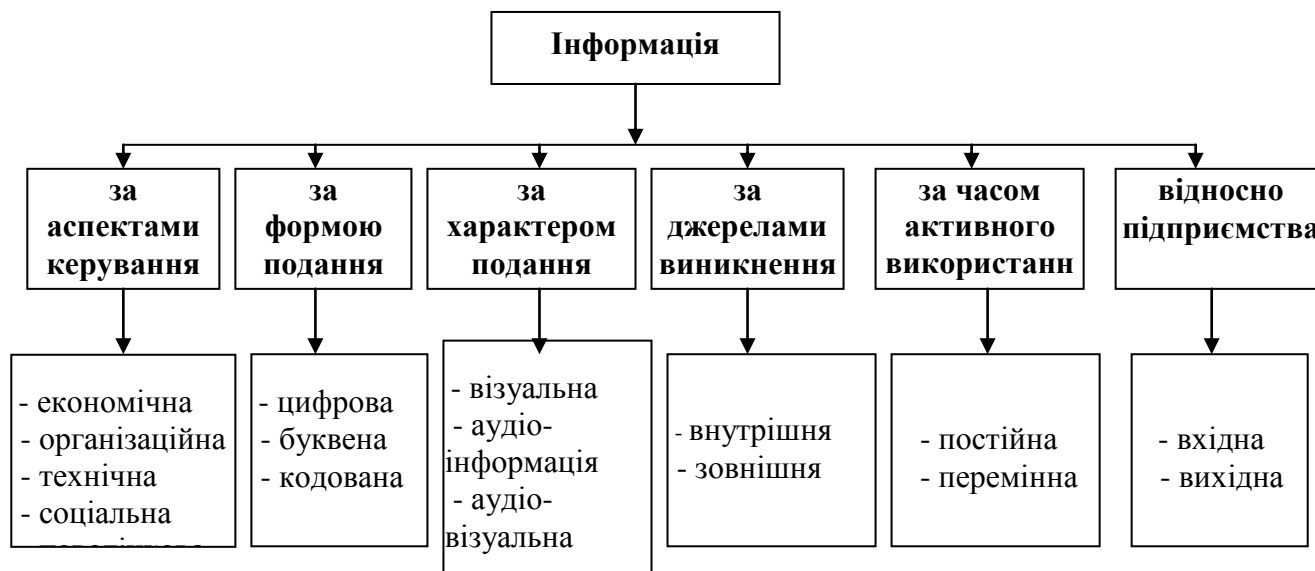 Інформація
за
аспектами
керування
за
формою
подання
за
характером
подання
за
джерелами
виникнення
за часом
активного
використанн
відносно
підприємства
- економічна
- організаційна
- технічна
- соціальна
- цифрова
- буквена
- кодована
- візуальна
- аудіо-
інформація
- аудіо-
візуальна
- внутрішня
- зовнішня
- постійна
- перемінна
- вхідна
- вихідна